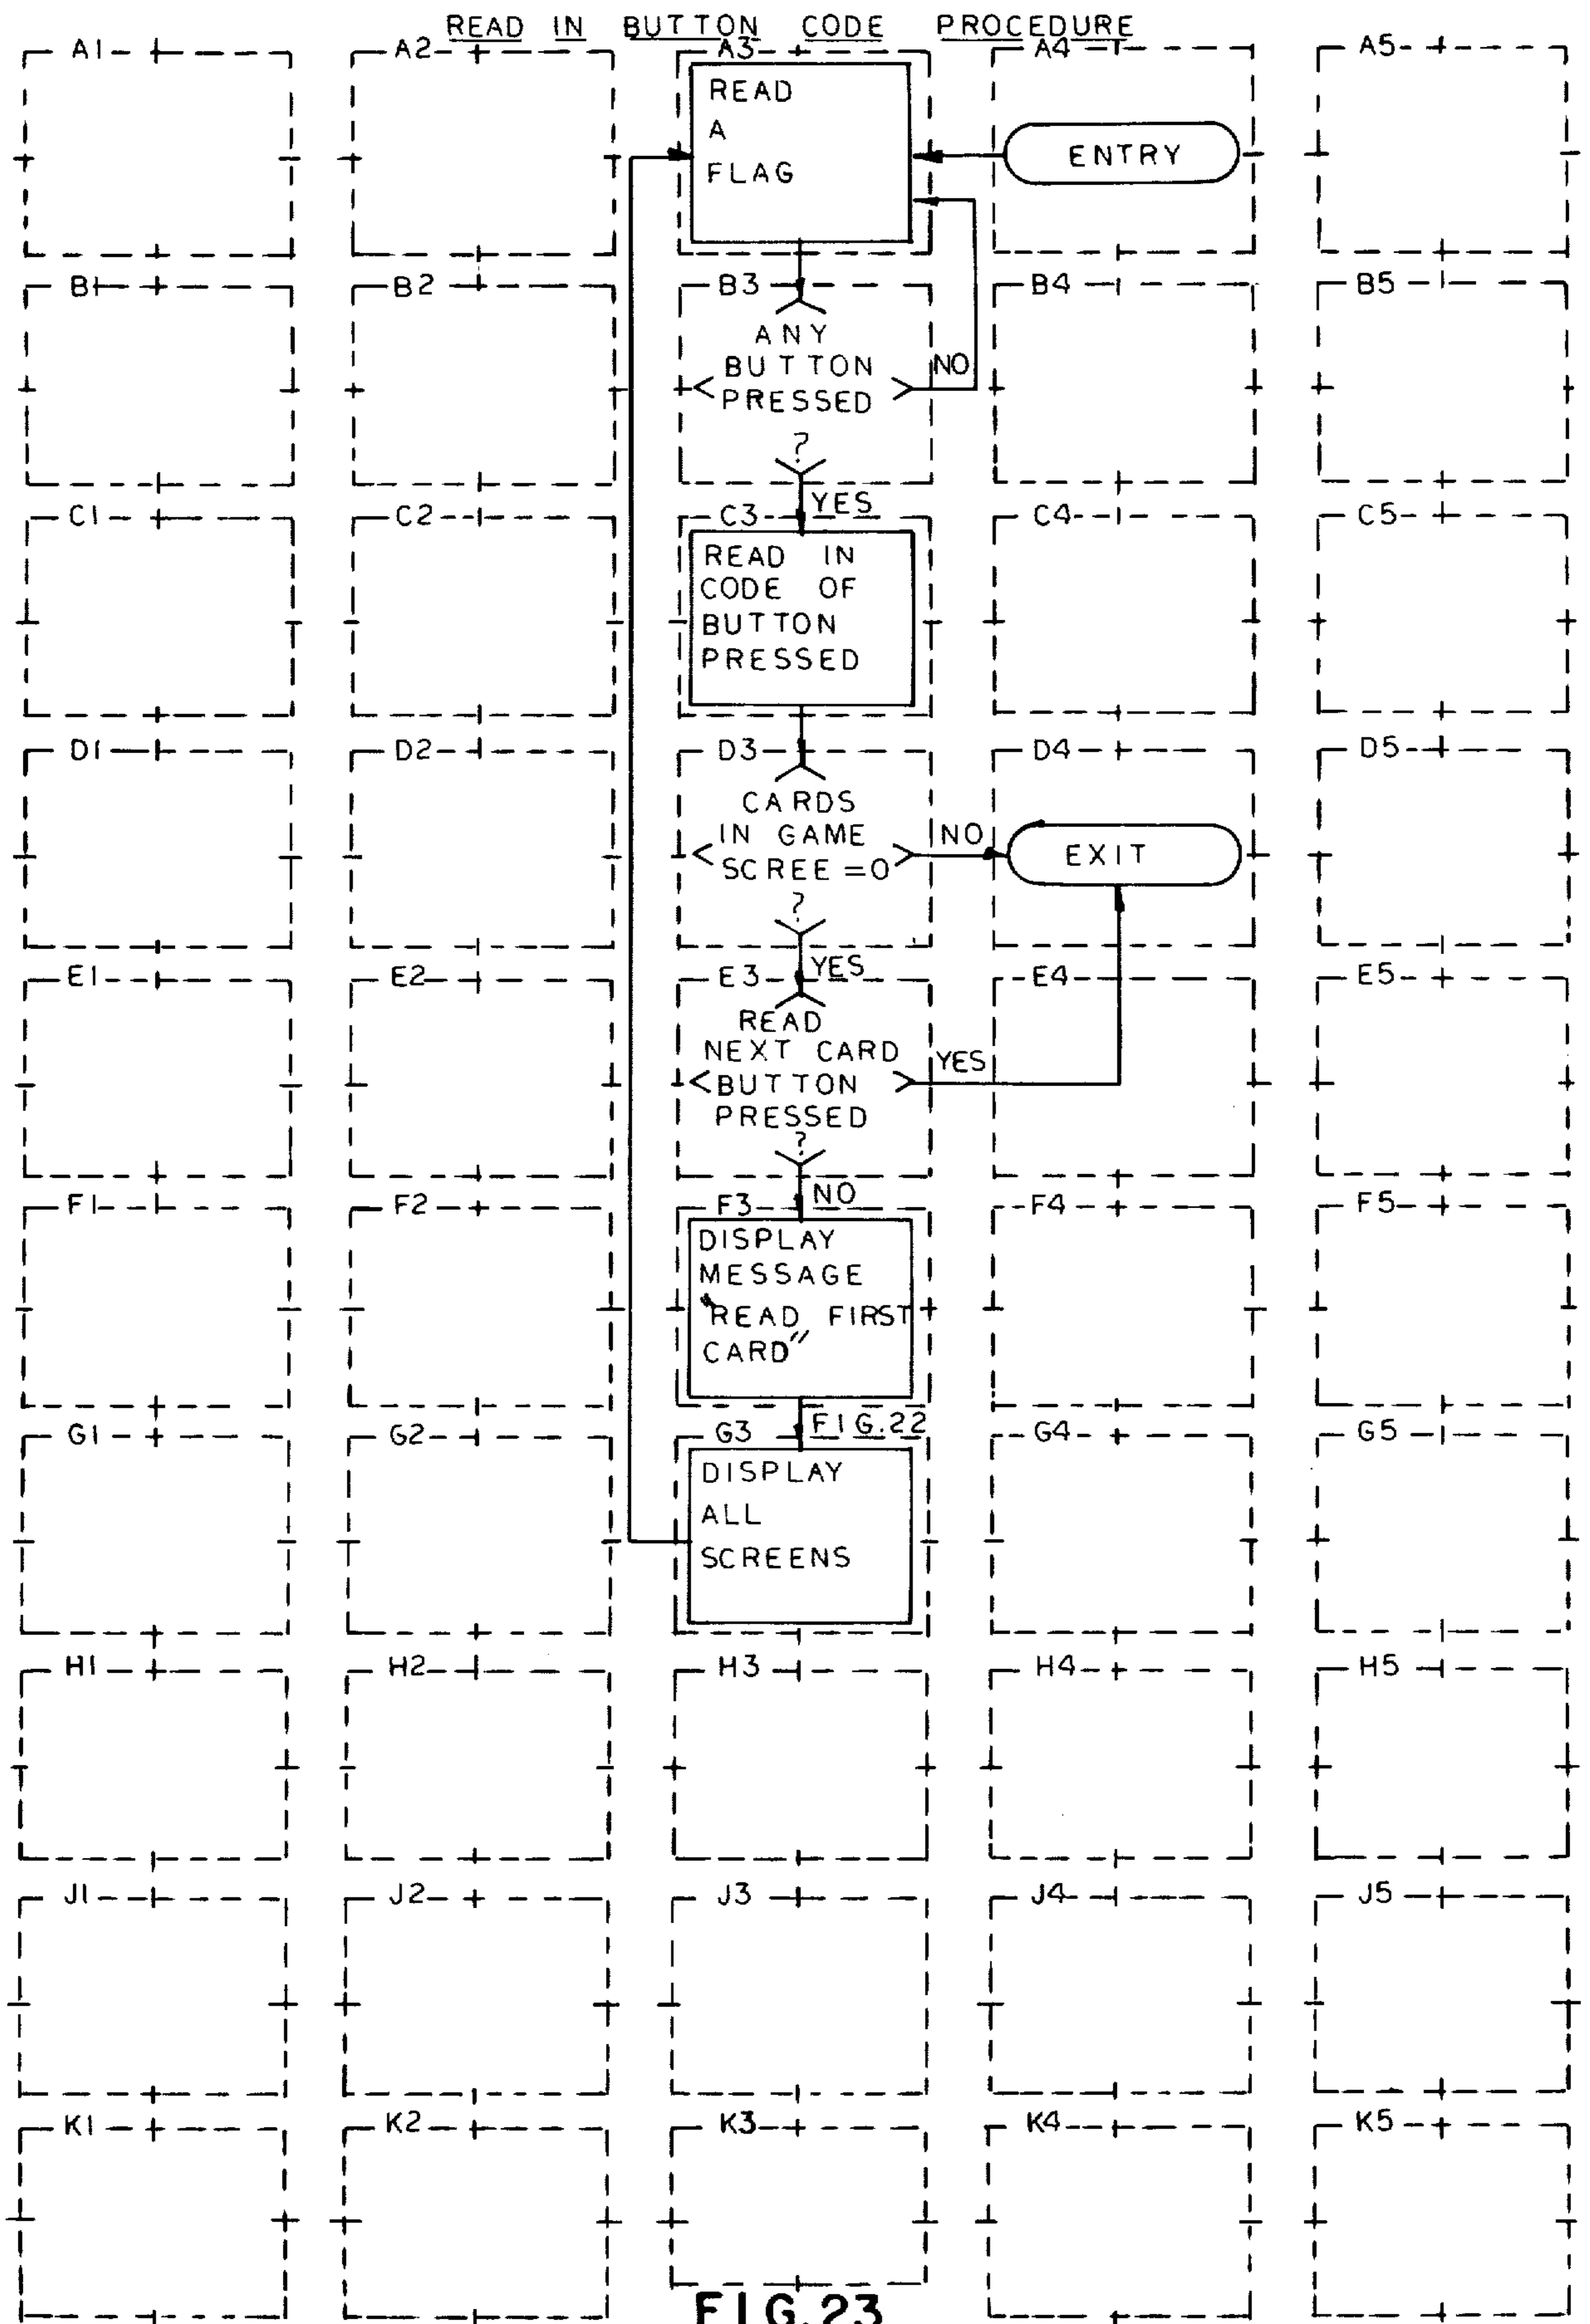 READ IN BUTTON CODE PROCEDURE
A1
A2
A3
A4
A5
READ
A
FLAG
ENTRY
B1
B2
B3
B4
B5
ANY
BUTTON
PRESSED
?
NO
YES
C1
C2
C3
C4
C5
READ IN
CODE OF
BUTTON
PRESSED
D1
D2
D3
D4
D5
CARDS
IN GAME
SCREE=0
?
NO
EXIT
YES
E1
E2
E3
E4
E5
READ
NEXT CARD
BUTTON
PRESSED
?
YES
NO
F1
F2
F3
F4
F5
DISPLAY
MESSAGE
"READ FIRST
CARD"
FIG.22
G1
G2
G3
G4
G5
DISPLAY
ALL
SCREENS
H1
H2
H3
H4
H5
J1
J2
J3
J4
J5
K1
K2
K3
K4
K5
FIG.23